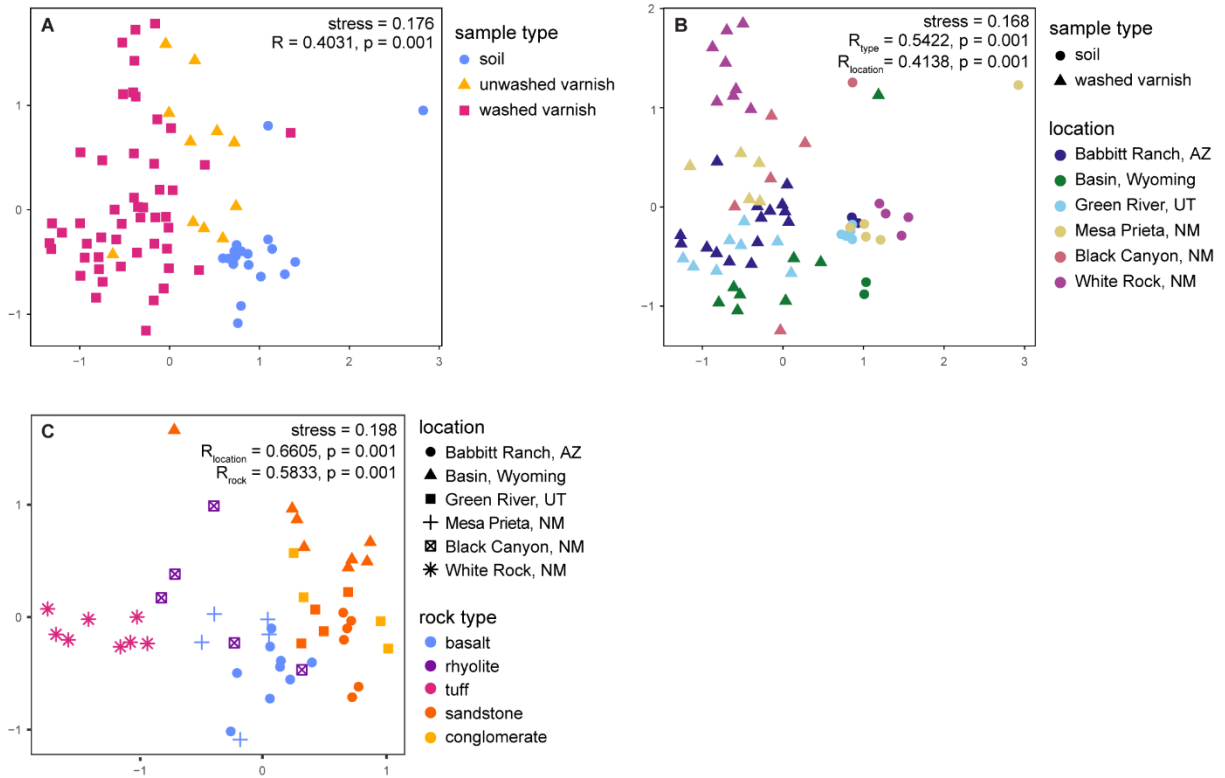 A
stress = 0.176
R = 0.4031, p = 0.001
1
0
−1
−1
0
1
2
3
sample type
soil
unwashed varnish
washed varnish
B
stress = 0.168
R type = 0.5422, p = 0.001
R location = 0.4138, p = 0.001
2
1
0
−1
−1
0
1
2
3
sample type
soil
washed varnish
location
Babbitt Ranch, AZ
Basin, Wyoming
Green River, UT
Mesa Prieta, NM
Black Canyon, NM
White Rock, NM
C
stress = 0.198
R location = 0.6605, p = 0.001
R rock = 0.5833, p = 0.001
1
0
−1
−1
0
1
location
Babbitt Ranch, AZ
Basin, Wyoming
Green River, UT
Mesa Prieta, NM
Black Canyon, NM
White Rock, NM
rock type
basalt
rhyolite
tuff
sandstone
conglomerate